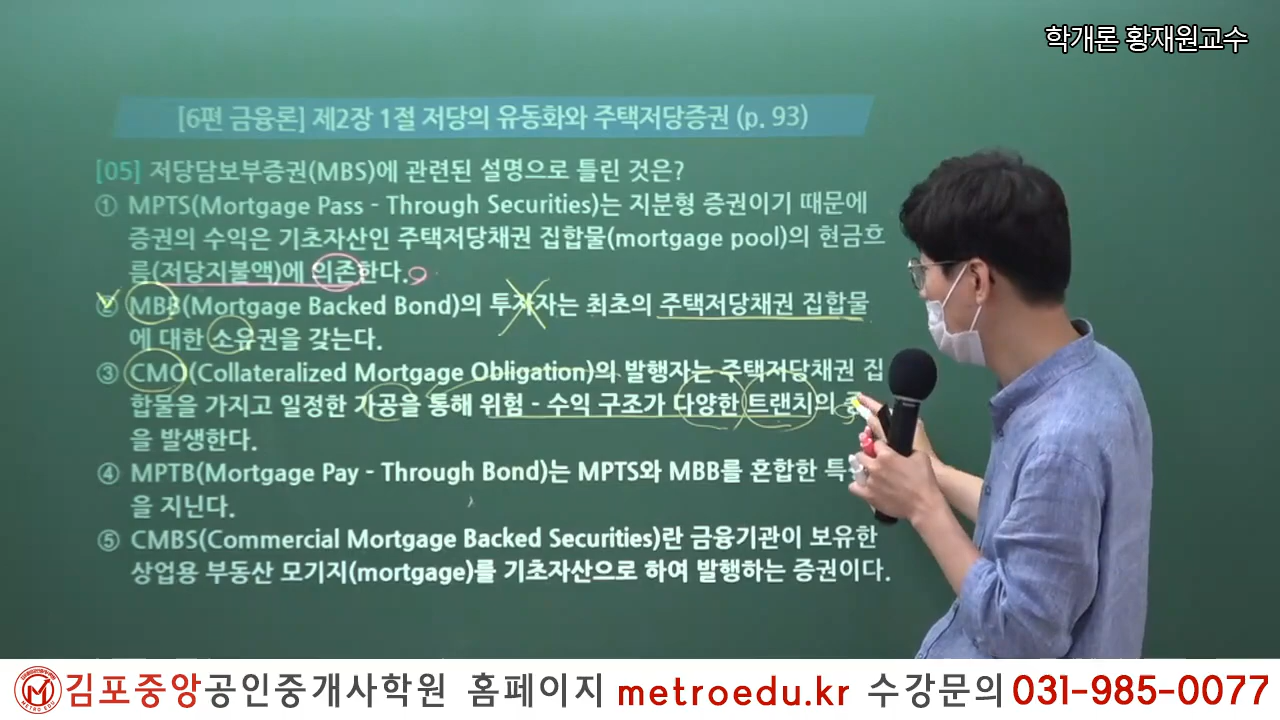 학개론 황재원교수
[6편 금융론] 제2장 1절 저당의 유동화와 주택저당증권 (p. 93)
[05] 저당담보부증권(MBS)에 관련된 설명으로 틀린 것은?
① MPTS(Mortgage Pass - Through Securities)는 지분형 증권이기 때문에
증권의 수익은 기초자산인 주택저당채권 집합물(mortgage pool)의 현금흐
름(저당지불액)에 의존한다.
② MBB(Mortgage Backed Bond)의 투자자는 최초의 주택저당채권 집합물
에 대한 소유권을 갖는다.
③ CMO(Collateralized Mortgage Obligation)의 발행자는 주택저당채권 집
합물을 가지고 일정한 가공을 통해 위험 - 수익 구조가 다양한 트랜치의
을 발생한다.
④ MPTB(Mortgage Pay - Through Bond)는 MPTS와 MBB를 혼합한
을 지닌다.
⑤ CMBS(Commercial Mortgage Backed Securities)란 금융기관이 보유한
상업용 부동산 모기지(mortgage)를 기초자산으로 하여 발행하는 증권이다.
METRO EDU 김포중앙공인중개사학원 홈페이지 metroedu.kr 수강문의 031-985-0077